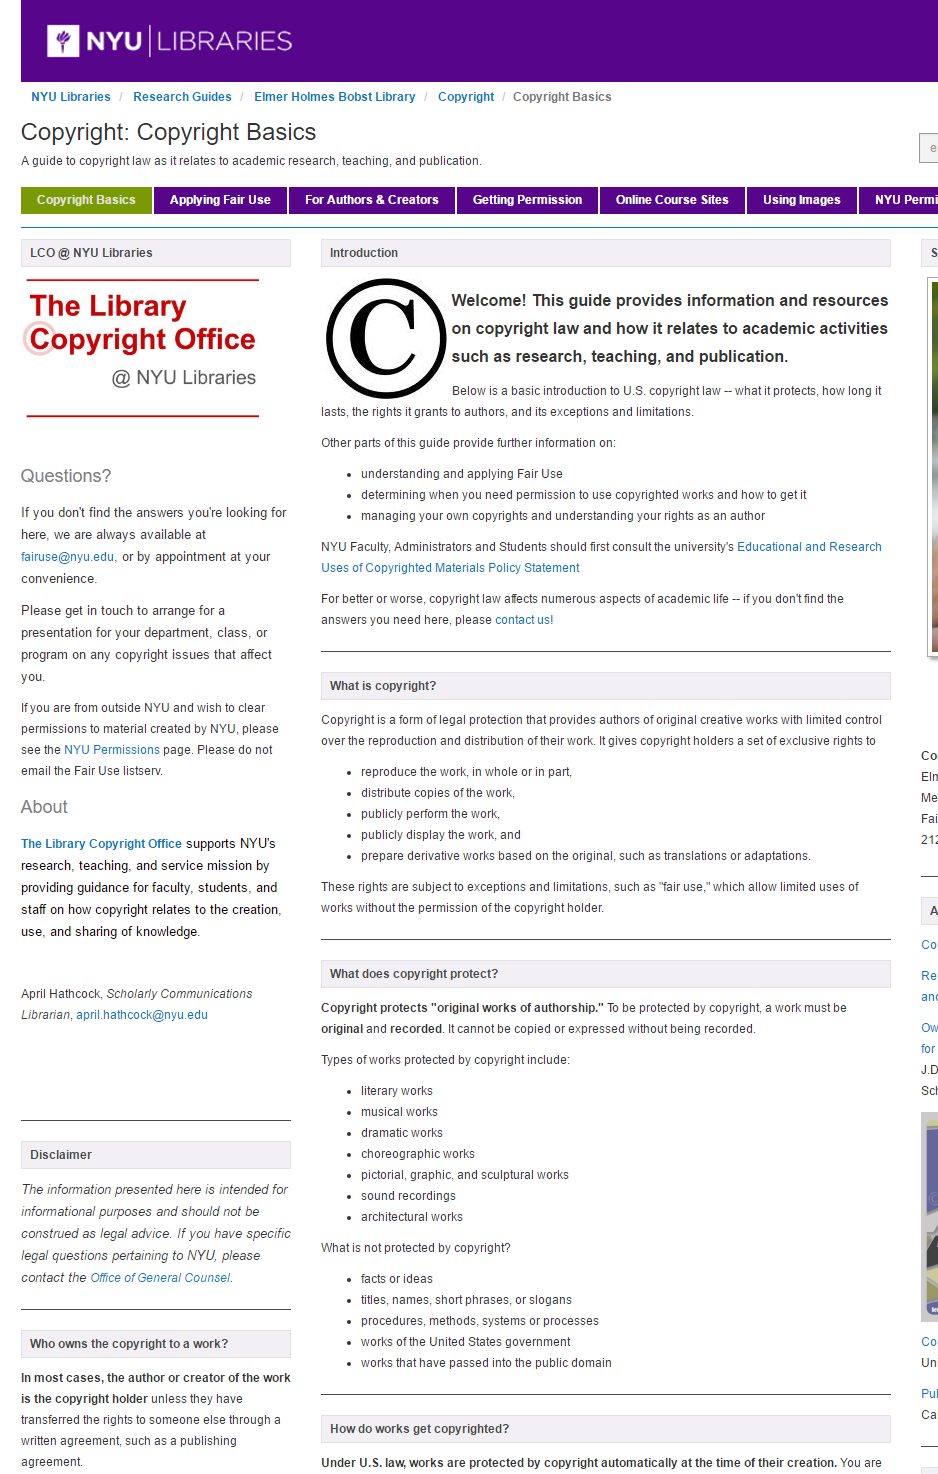 NYU LIBRARIES
NYU Libraries / Research Guides / Elmer Holmes Bobst Library / Copyright / Copyright Basics
Copyright: Copyright Basics
A guide to copyright law as it relates to academic research, teaching, and publication.
Copyright Basics Applying Fair Use For Authors & Creators Getting Permission Online Course Sites Using Images NYU Permi
LCO @ NYU Libraries
The Library
Copyright Office
@ NYU Libraries
Questions?
If you don't find the answers you're looking for
here, we are always available at
fairuse@nyu.edu, or by appointment at your
convenience.
Please get in touch to arrange for a
presentation for your department, class, or
program on any copyright issues that affect
you.
If you are from outside NYU and wish to clear
permissions to material created by NYU, please
see the NYU Permissions page. Please do not
email the Fair Use listserv.
About
The Library Copyright Office supports NYU's
research, teaching, and service mission by
providing guidance for faculty, students, and
staff on how copyright relates to the creation,
use, and sharing of knowledge.
April Hathcock, Scholarly Communications
Librarian, april.hathcock@nyu.edu
Disclaimer
The information presented here is intended for
informational purposes and should not be
construed as legal advice. If you have specific
legal questions pertaining to NYU, please
contact the Office of General Counsel.
Who owns the copyright to a work?
In most cases, the author or creator of the work
is the copyright holder unless they have
transferred the rights to someone else through a
written agreement, such as a publishing
agreement.
Introduction
©
Welcome! This guide provides information and resources
on copyright law and how it relates to academic activities
such as research, teaching, and publication.
Below is a basic introduction to U.S. copyright law -- what it protects, how long it
lasts, the rights it grants to authors, and its exceptions and limitations.
Other parts of this guide provide further information on:
• understanding and applying Fair Use
• determining when you need permission to use copyrighted works and how to get it
• managing your own copyrights and understanding your rights as an author
NYU Faculty, Administrators and Students should first consult the university's Educational and Research
Uses of Copyrighted Materials Policy Statement
For better or worse, copyright law affects numerous aspects of academic life -- if you don't find the
answers you need here, please contact us!
What is copyright?
Copyright is a form of legal protection that provides authors of original creative works with limited control
over the reproduction and distribution of their work. It gives copyright holders a set of exclusive rights to
• reproduce the work, in whole or in part,
• distribute copies of the work,
• publicly perform the work,
• publicly display the work, and
• prepare derivative works based on the original, such as translations or adaptations.
These rights are subject to exceptions and limitations, such as "fair use," which allow limited uses of
works without the permission of the copyright holder.
What does copyright protect?
Copyright protects "original works of authorship." To be protected by copyright, a work must be
original and recorded. It cannot be copied or expressed without being recorded.
Types of works protected by copyright include:
• literary works
• musical works
• dramatic works
• choreographic works
• pictorial, graphic, and sculptural works
• sound recordings
• architectural works
What is not protected by copyright?
• facts or ideas
• titles, names, short phrases, or slogans
• procedures, methods, systems or processes
• works of the United States government
• works that have passed into the public domain
How do works get copyrighted?
Under U.S. law, works are protected by copyright automatically at the time of their creation. You are
S
Co
Elm
Me
Fai
212
A
Co
Re
and
Ow
for
J.D
Sch
Co
Uni
Pul
Ca